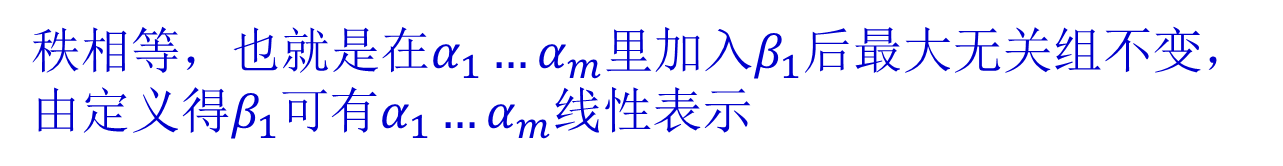 秩相等，也就是在α₁ … αₘ里加入β₁后最大无关组不变，
由定义得β₁可有α₁ … αₘ线性表示